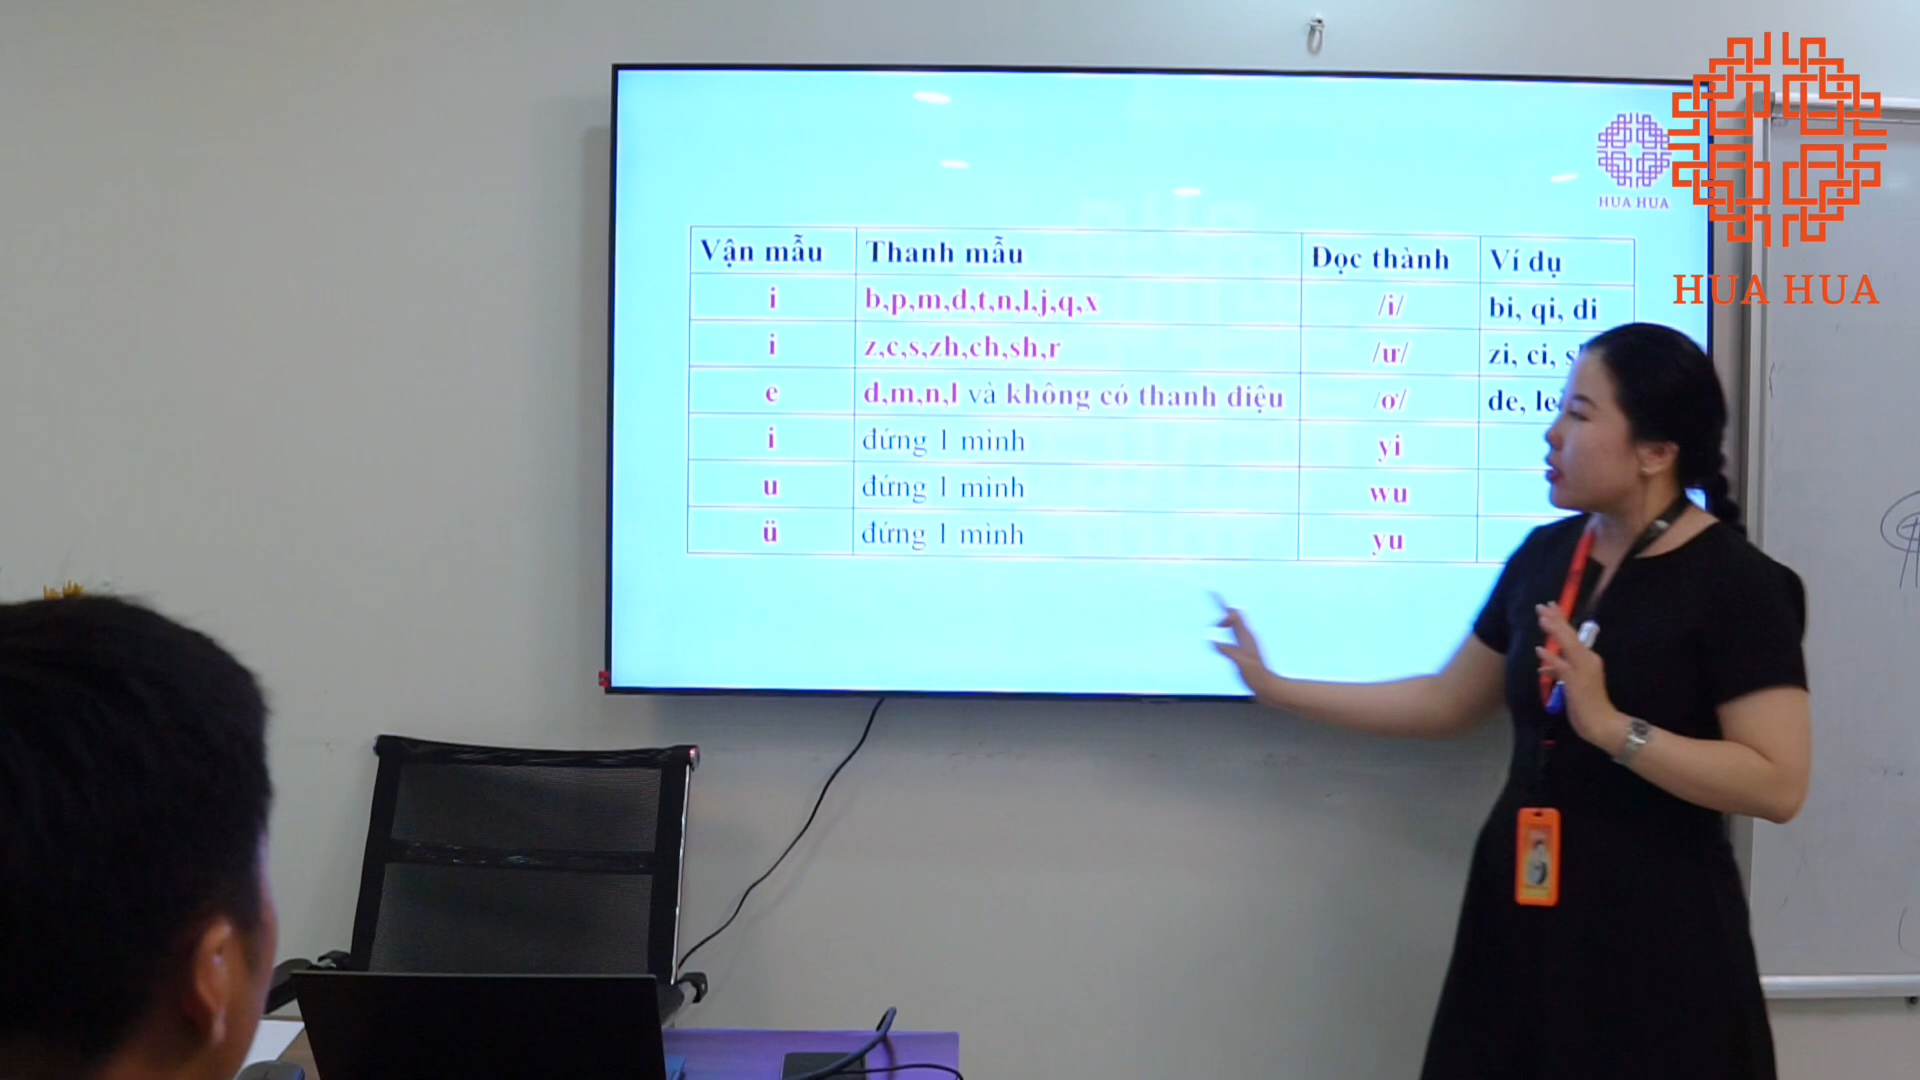 HUA HUA
HUA HUA
Vận mẫu Thanh mẫu Đọc thành Ví dụ
i b,p,m,d,t,n,l,j,q,x /i/ bi, qi, di
i z,c,s,zh,ch,sh,r /ư/ zi, ci,
e d,m,n,l và không có thanh điệu /ơ/ de,
i đứng 1 mình yi
u đứng 1 mình wu
ü đứng 1 mình yu